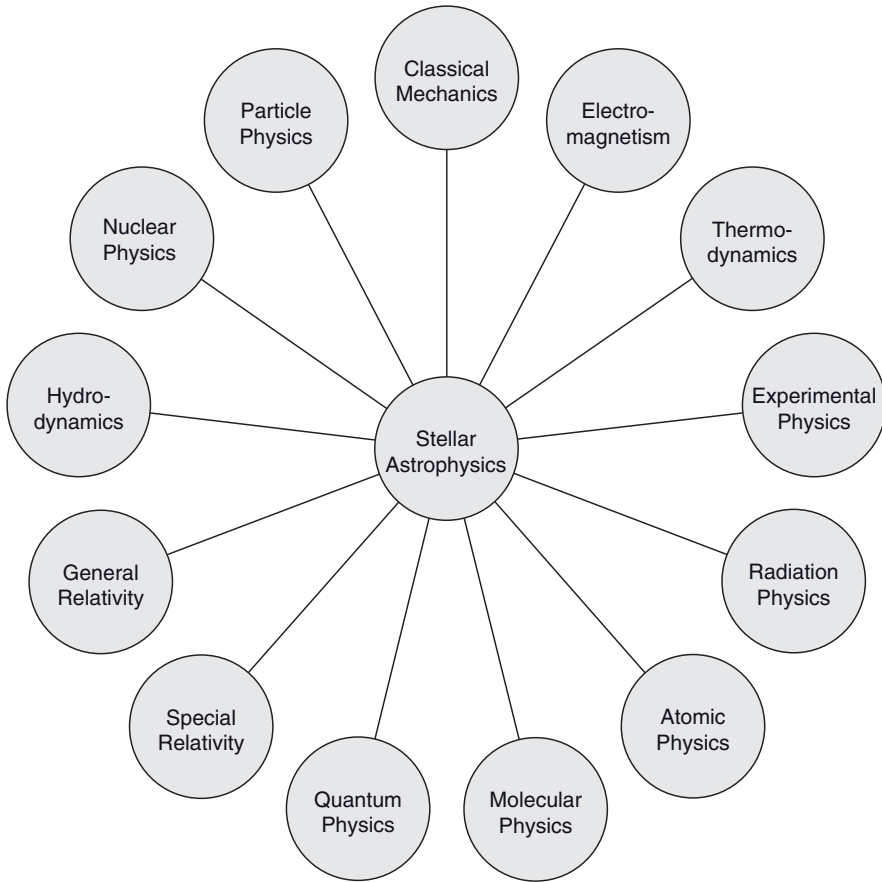 Classical
Mechanics
Electro-
magnetism
Thermo-
dynamics
Experimental
Physics
Radiation
Physics
Atomic
Physics
Molecular
Physics
Quantum
Physics
Special
Relativity
General
Relativity
Hydro-
dynamics
Nuclear
Physics
Particle
Physics
Stellar
Astrophysics